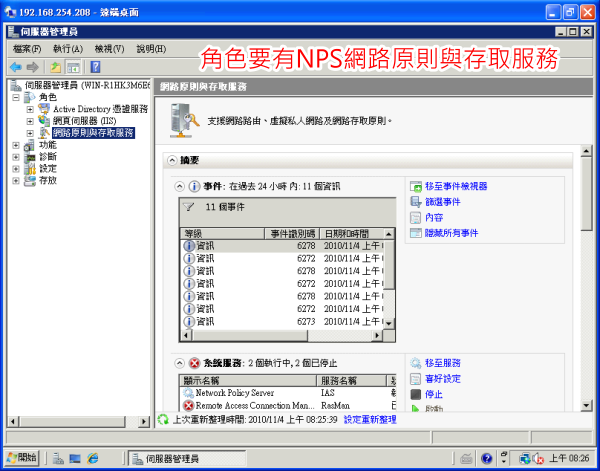 192.168.254.208 - 遠端桌面
伺服器管理員
檔案(F) 執行(A) 檢視(V) 說明(H)
角色要有NPS網路原則與存取服務
伺服器管理員 (WIN-R1HK3M6E6
角色
Active Directory 憑證服務
網頁伺服器 (IIS)
網路原則與存取服務
功能
診斷
設定
存放
網路原則與存取服務
支援網路路由、虛擬私人網路及網路存取原則。
摘要
事件: 在過去 24 小時 內: 11 個資訊
11 個事件
等級 事件識別碼 日期和時間
資訊 6278 2010/11/4 上午
資訊 6272 2010/11/4 上午
資訊 6278 2010/11/4 上午
資訊 6272 2010/11/4 上午
資訊 6278 2010/11/4 上午
資訊 6272 2010/11/4 上午
資訊 6273 2010/11/4 上午
移至事件檢視器
篩選事件
內容
隱藏所有事件
系統服務: 2 個執行中, 2 個已停止
顯示名稱 服務名稱
Network Policy Server IAS
Remote Access Connection Man... RasMan
移至服務
喜好設定
停止
啟動
上次重新整理時間: 2010/11/4 上午 08:25:39 設定重新整理
開始 伺服器管理員 上午 08:26